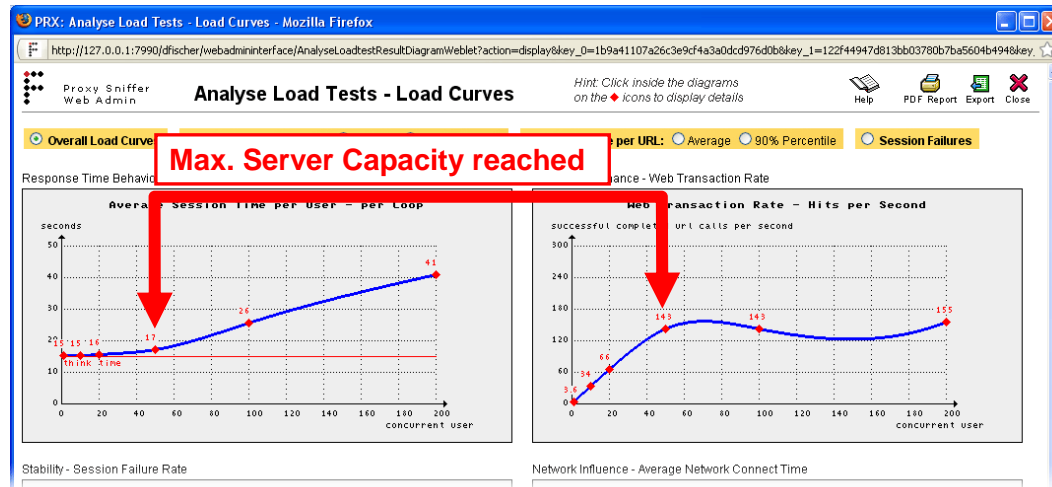 PRX: Analyse Load Tests - Load Curves - Mozilla Firefox
http://127.0.0.1:7990/dfischer/webadmininterface/AnalyseLoadtestResultDiagramWeblet?action=display&key_0=1b9a41107a26c3e9cf4a3a0dcd976d0b&key_1=122f44947d813bb03780b7ba5604b494&key_
Proxy Sniffer
Web Admin
Analyse Load Tests - Load Curves
Hint: Click inside the diagrams
on the ♦ icons to display details
Help PDF Report Export Close
Overall Load Curve
per URL: Average 90% Percentile
Session Failures
Max. Server Capacity reached
Response Time Behavio
ance - Web Transaction Rate
Average Session Time per User - per Loop
seconds
50
40
30
20
10
0
15 15 16 17 26 41
think time
0 20 40 60 80 100 120 140 160 180 200
concurrent user
Web Transaction Rate - Hits per Second
successful complet url calls per second
300
240
180
120
60
0
3.6 34 66 143 143 155
0 20 40 60 80 100 120 140 160 180 200
concurrent user
Stability - Session Failure Rate
Network Influence - Average Network Connect Time